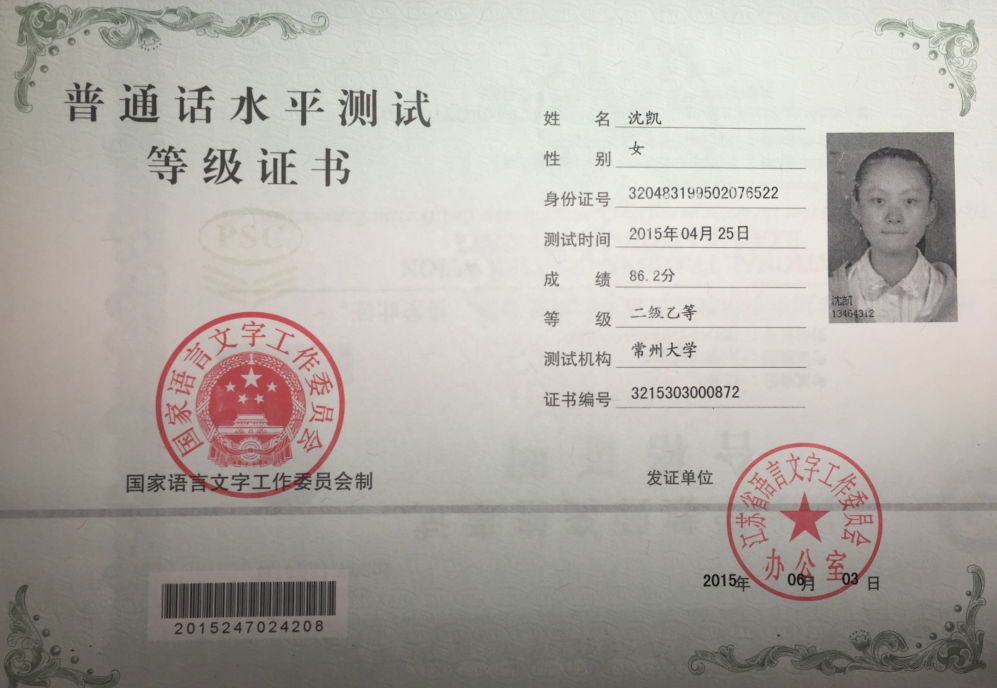 普通话水平测试
等级证书
PSC
国家语言文字工作委员会
国家语言文字工作委员会制
2015247024208
姓 名 沈凯
性 别 女
身份证号 320483199502076522
测试时间 2015年04月25日
成 绩 86.2分
等 级 二级乙等
测试机构 常州大学
证书编号 3215303000872
沈凯
13464312
发证单位
江苏省语言文字工作委员会
办公室
2015年 06月 03日